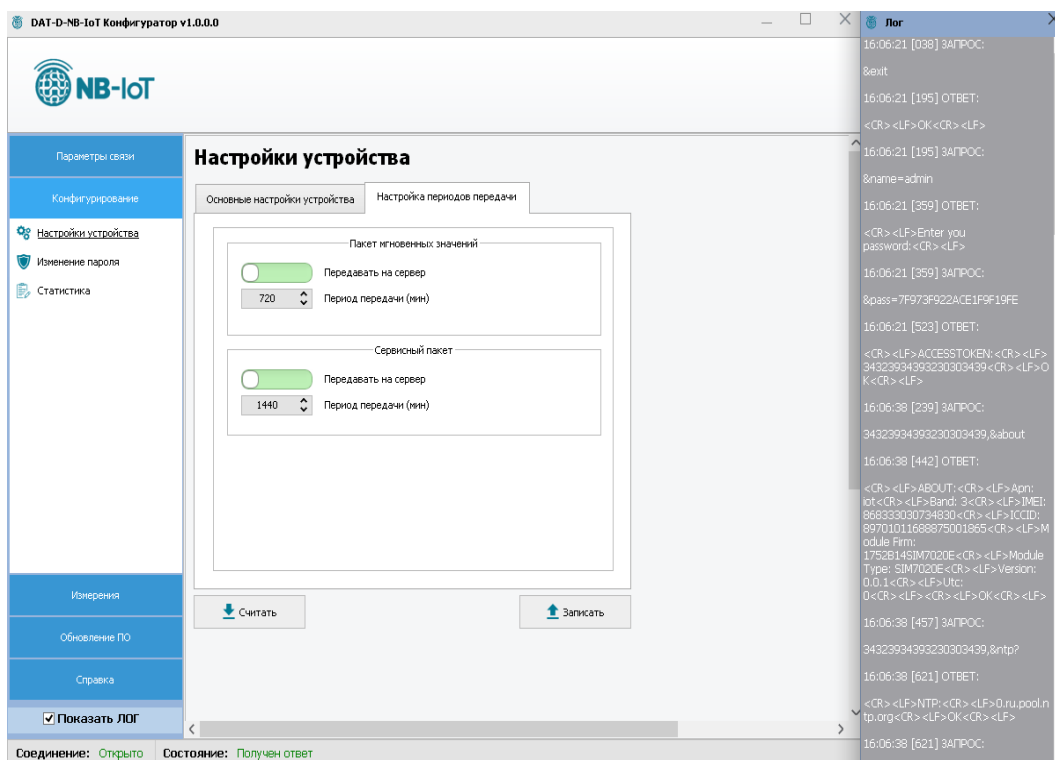 DAT-D-NB-IoT Конфигуратор v1.0.0.0
NB-IoT
Параметры связи
Конфигурирование
Настройки устройства
Изменение пароля
Статистика
Измерения
Обновление ПО
Справка
Показать ЛОГ
Настройки устройства
Основные настройки устройства
Настройка периодов передачи
Пакет мгновенных значений
Передавать на сервер
720 Период передачи (мин)
Сервисный пакет
Передавать на сервер
1440 Период передачи (мин)
Считать
Записать
Соединение: Открыто Состояние: Получен ответ
Лог
16:06:21 [038] ЗАПРОС:
&exit
16:06:21 [195] ОТВЕТ:
<CR><LF>OK<CR><LF>
16:06:21 [195] ЗАПРОС:
&name=admin
16:06:21 [359] ОТВЕТ:
<CR><LF>Enter you
password:<CR><LF>
16:06:21 [359] ЗАПРОС:
&pass=7F973F922ACE1F9F19FE
16:06:21 [523] ОТВЕТ:
<CR><LF>ACCESSTOKEN:<CR><LF>
34323934393230303439<CR><LF>O
K<CR><LF>
16:06:38 [239] ЗАПРОС:
34323934393230303439,&about
16:06:38 [442] ОТВЕТ:
<CR><LF>ABOUT:<CR><LF>Apn:
iot<CR><LF>Band: 3<CR><LF>IMEI:
868333030734830<CR><LF>ICCID:
89701011688875001865<CR><LF>M
odule Firm:
1752B14SIM7020E<CR><LF>Module
Type: SIM7020E<CR><LF>Version:
0.0.1<CR><LF>Utc:
0<CR><LF><CR><LF>OK<CR><LF>
16:06:38 [457] ЗАПРОС:
34323934393230303439,&ntp?
16:06:38 [621] ОТВЕТ:
<CR><LF>NTP:<CR><LF>0.ru.pool.n
tp.org<CR><LF>OK<CR><LF>
16:06:38 [621] ЗАПРОС: